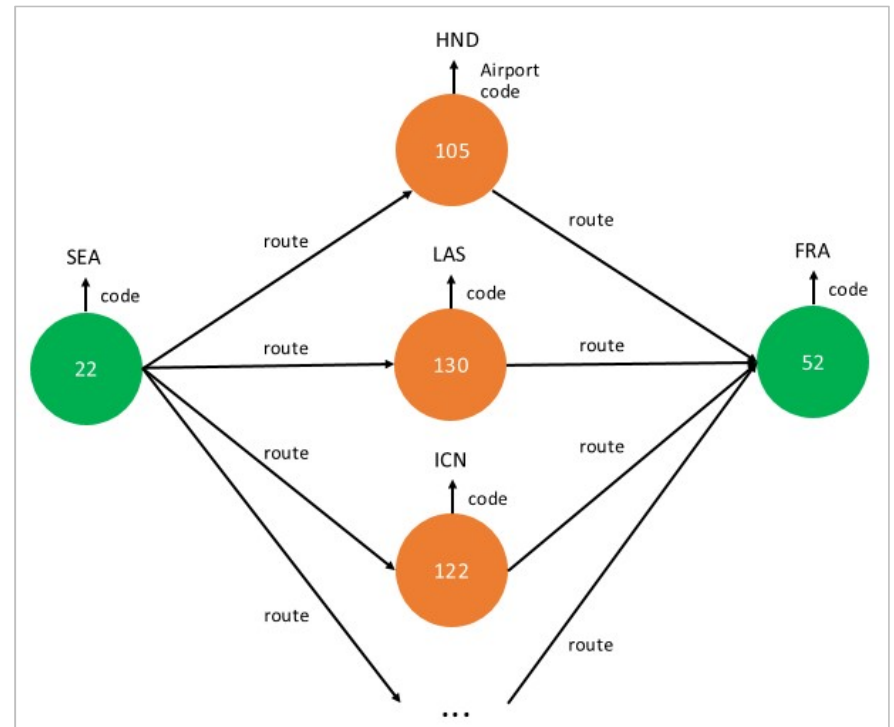 HND
Airport
code
105
route
route
SEA
LAS
FRA
code
code
code
route
route
22
130
52
route
ICN
route
code
122
route
route
...